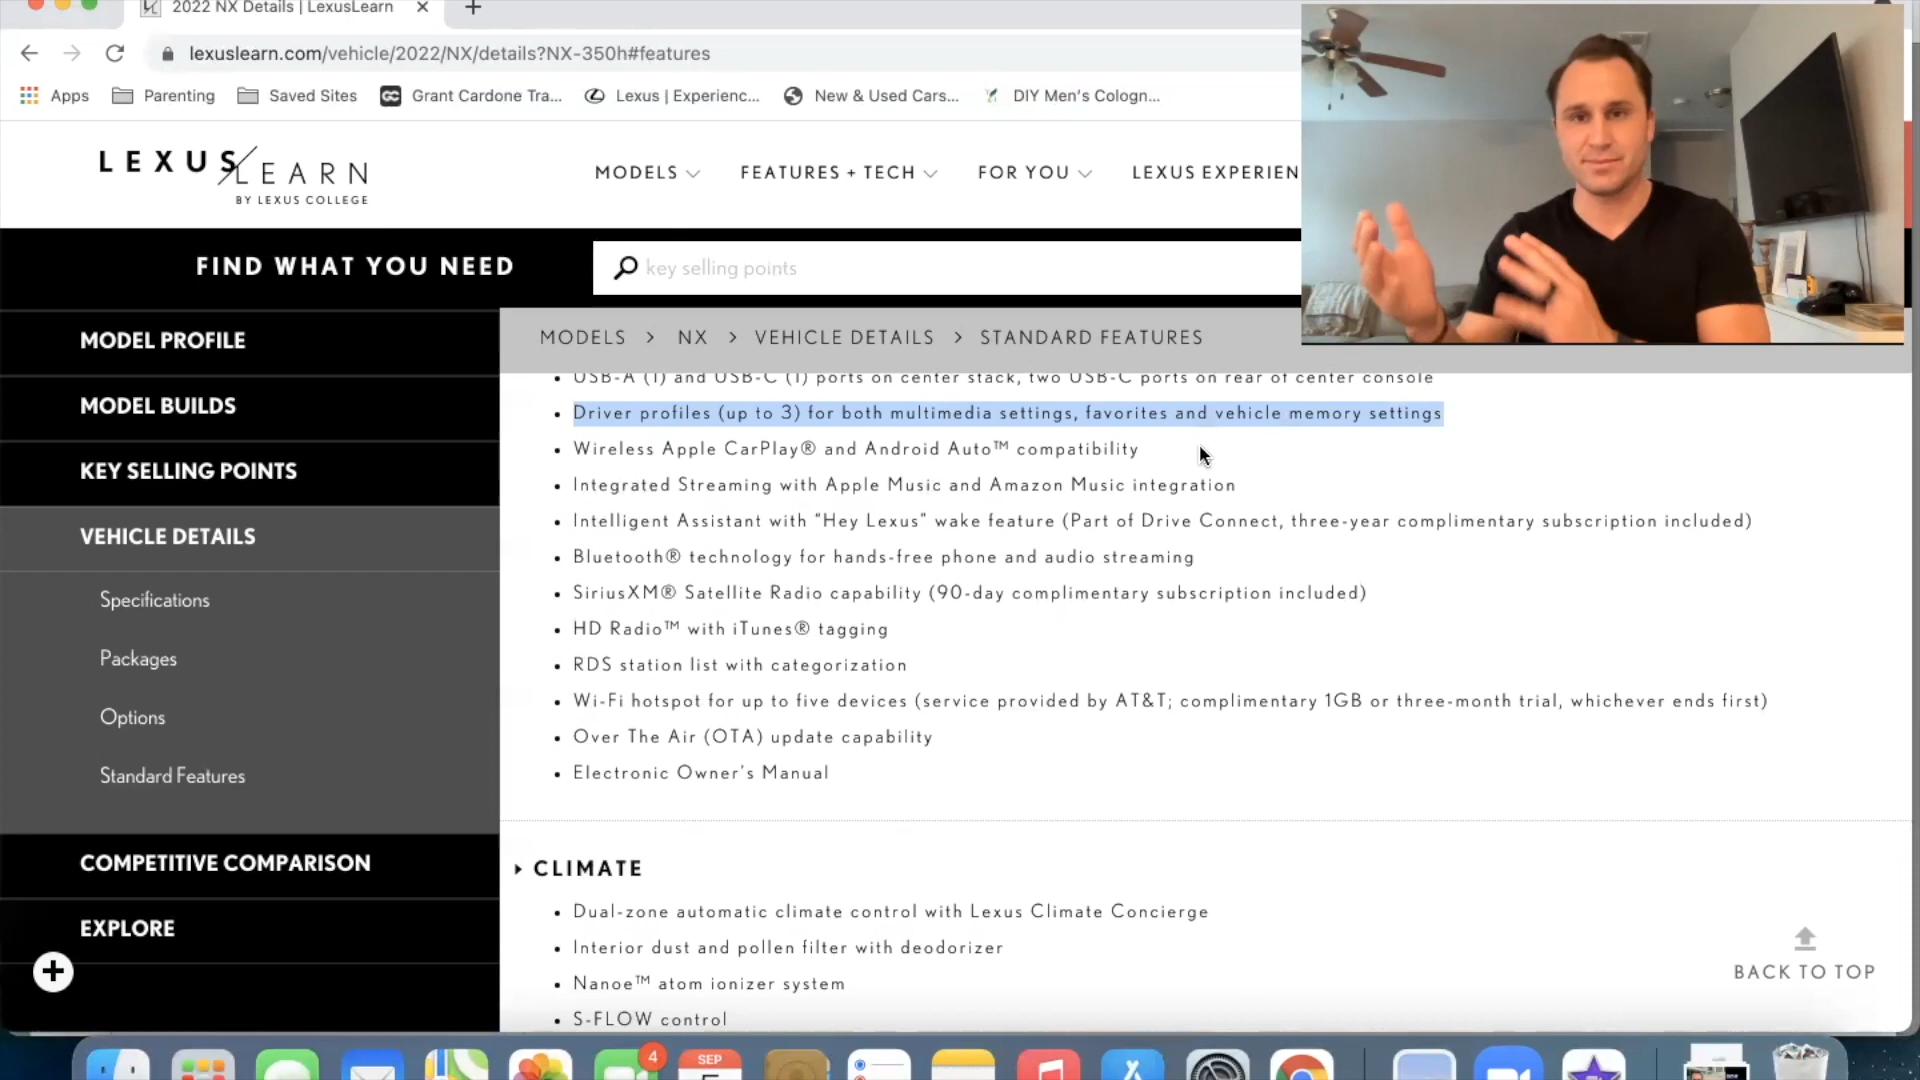 2022 NX Details | LexusLearn
lexuslearn.com/vehicle/2022/NX/details?NX-350h#features
Apps Parenting Saved Sites Grant Cardone Tra... Lexus | Experienc... New & Used Cars... DIY Men's Cologn...
LEXUS LEARN
BY LEXUS COLLEGE
MODELS FEATURES + TECH FOR YOU LEXUS EXPERIEN
FIND WHAT YOU NEED
key selling points
MODEL PROFILE
MODEL BUILDS
KEY SELLING POINTS
VEHICLE DETAILS
Specifications
Packages
Options
Standard Features
COMPETITIVE COMPARISON
EXPLORE
MODELS > NX > VEHICLE DETAILS > STANDARD FEATURES
USB-A (1) and USB-C (1) ports on center stack, two USB-C ports on rear of center console
Driver profiles (up to 3) for both multimedia settings, favorites and vehicle memory settings
Wireless Apple CarPlay® and Android Auto™ compatibility
Integrated Streaming with Apple Music and Amazon Music integration
Intelligent Assistant with “Hey Lexus” wake feature (Part of Drive Connect, three-year complimentary subscription included)
Bluetooth® technology for hands-free phone and audio streaming
SiriusXM® Satellite Radio capability (90-day complimentary subscription included)
HD Radio™ with iTunes® tagging
RDS station list with categorization
Wi-Fi hotspot for up to five devices (service provided by AT&T; complimentary 1GB or three-month trial, whichever ends first)
Over The Air (OTA) update capability
Electronic Owner’s Manual
CLIMATE
Dual-zone automatic climate control with Lexus Climate Concierge
Interior dust and pollen filter with deodorizer
Nanoe™ atom ionizer system
S-FLOW control
BACK TO TOP
4
SEP